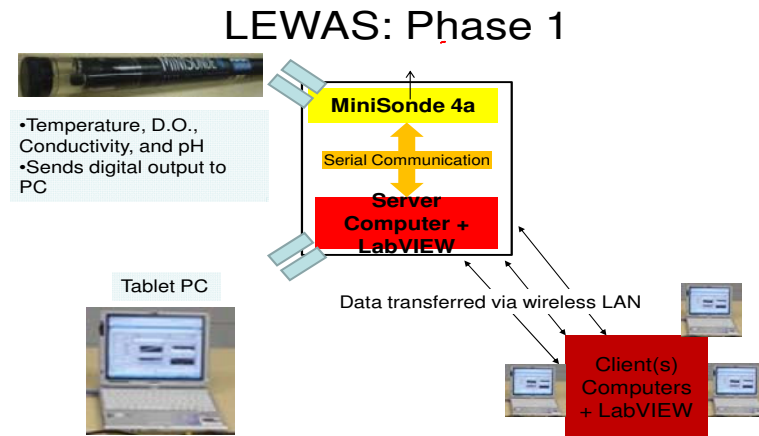 LEWAS: Phase 1
MINISONDE
•Temperature, D.O.,
Conductivity, and pH
•Sends digital output to
PC
MiniSonde 4a
Serial Communication
Server
Computer +
LabVIEW
Tablet PC
Data transferred via wireless LAN
Client(s)
Computers
+ LabVIEW